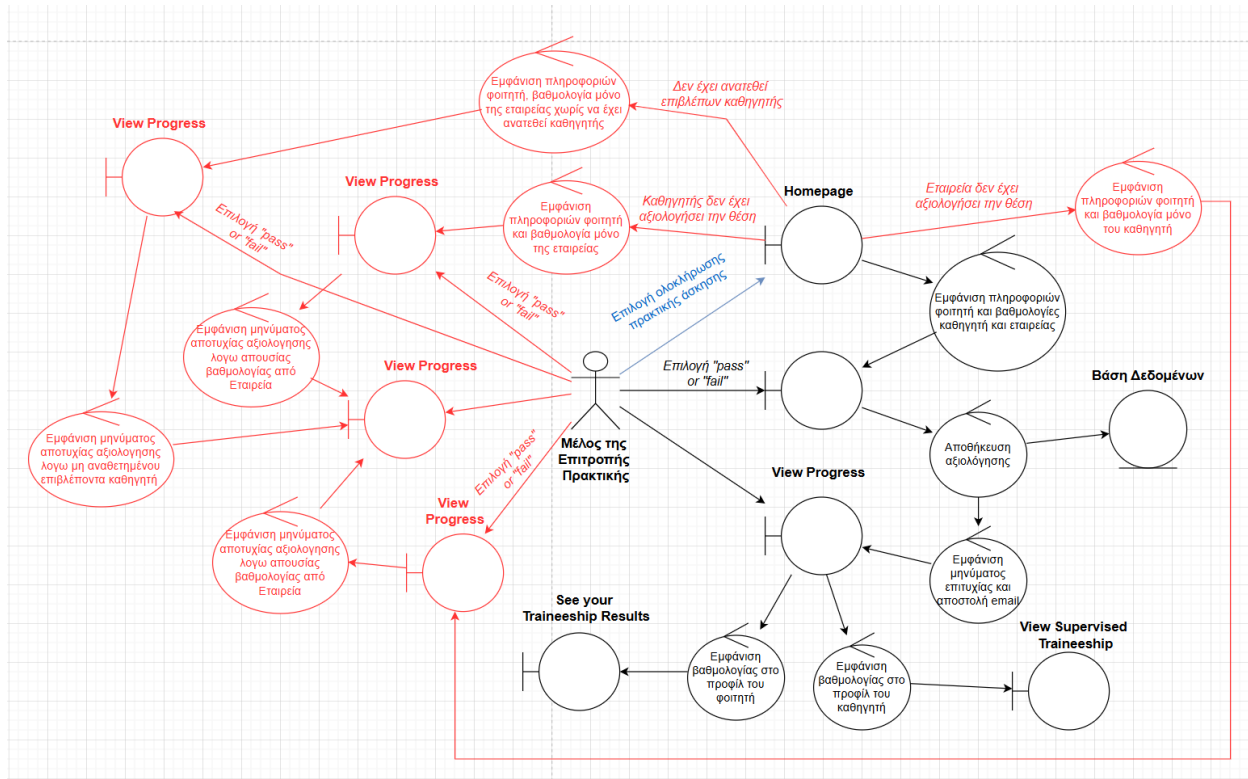 Εμφάνιση πληροφοριών
φοιτητή, βαθμολογία μόνο
της εταιρείας χωρίς να έχει
ανατεθεί καθηγητής
Δεν έχει ανατεθεί
επιβλέπων καθηγητής
View Progress
View Progress
Εμφάνιση
πληροφοριών φοιτητή
και βαθμολογία μόνο
της εταιρείας
Καθηγητής δεν έχει
αξιολογήσει την θέση
Homepage
Εταιρεία δεν έχει
αξιολογήσει την θέση
Εμφάνιση
πληροφοριών φοιτητή
και βαθμολογία μόνο
του καθηγητή
Επιλογή "pass"
or "fail"
Επιλογή "pass"
or "fail"
Επιλογή ολοκλήρωσης
πρακτικής άσκησης
Εμφάνιση πληροφοριών
φοιτητή και βαθμολογίες
καθηγητή και εταιρείας
Εμφάνιση μηνύματος
αποτυχίας αξιολογησης
λογω απουσίας
βαθμολογίας από
Εταιρεία
View Progress
Επιλογή "pass"
or "fail"
Βάση Δεδομένων
Εμφάνιση μηνύματος
αποτυχίας αξιολογησης
λογω μη αναθετημένου
επιβλέποντα καθηγητή
Μέλος της
Επιτροπής
Πρακτικής
Αποθήκευση
αξιολόγησης
Επιλογή "pass"
or "fail"
View Progress
View
Progress
Εμφάνιση μηνύματος
αποτυχίας αξιολογησης
λογω απουσίας
βαθμολογίας από
Εταιρεία
Εμφάνιση
μηνύματος
επιτυχίας και
αποστολή email
See your
Traineeship Results
View Supervised
Traineeship
Εμφάνιση
βαθμολογίας στο
προφίλ του
φοιτητή
Εμφάνιση
βαθμολογίας στο
προφίλ του
καθηγητή